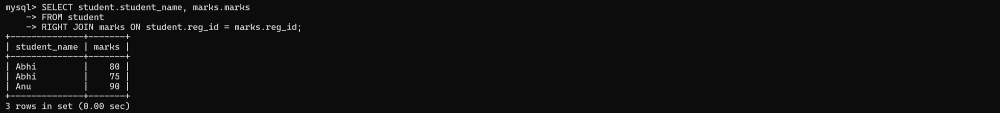 mysql> SELECT student.student_name, marks.marks
    -> FROM student
    -> RIGHT JOIN marks ON student.reg_id = marks.reg_id;
+--------------+-------+
| student_name | marks |
+--------------+-------+
| Abhi         |    80 |
| Abhi         |    75 |
| Anu          |    90 |
+--------------+-------+
3 rows in set (0.00 sec)